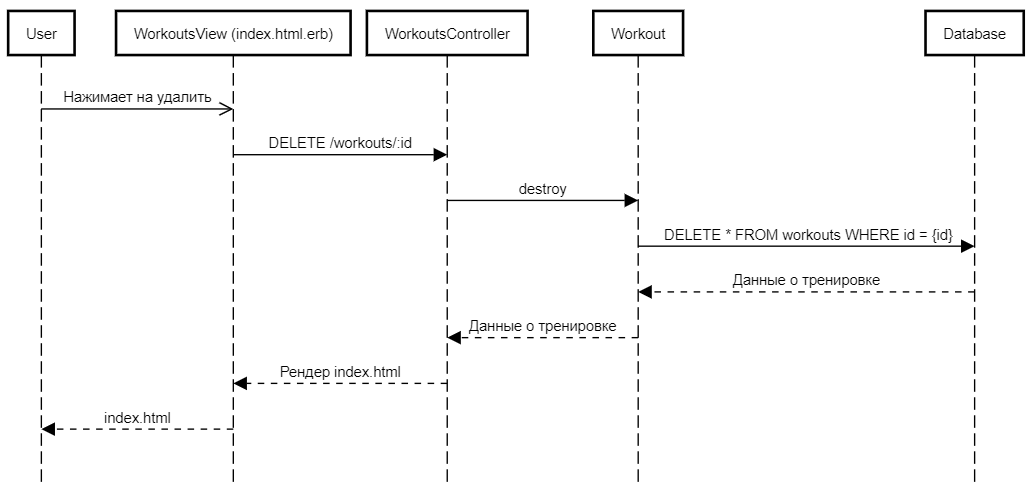 User
WorkoutsView (index.html.erb)
WorkoutsController
Workout
Database
Нажимает на удалить
DELETE /workouts/:id
destroy
DELETE * FROM workouts WHERE id = {id}
Данные о тренировке
Данные о тренировке
Рендер index.html
index.html